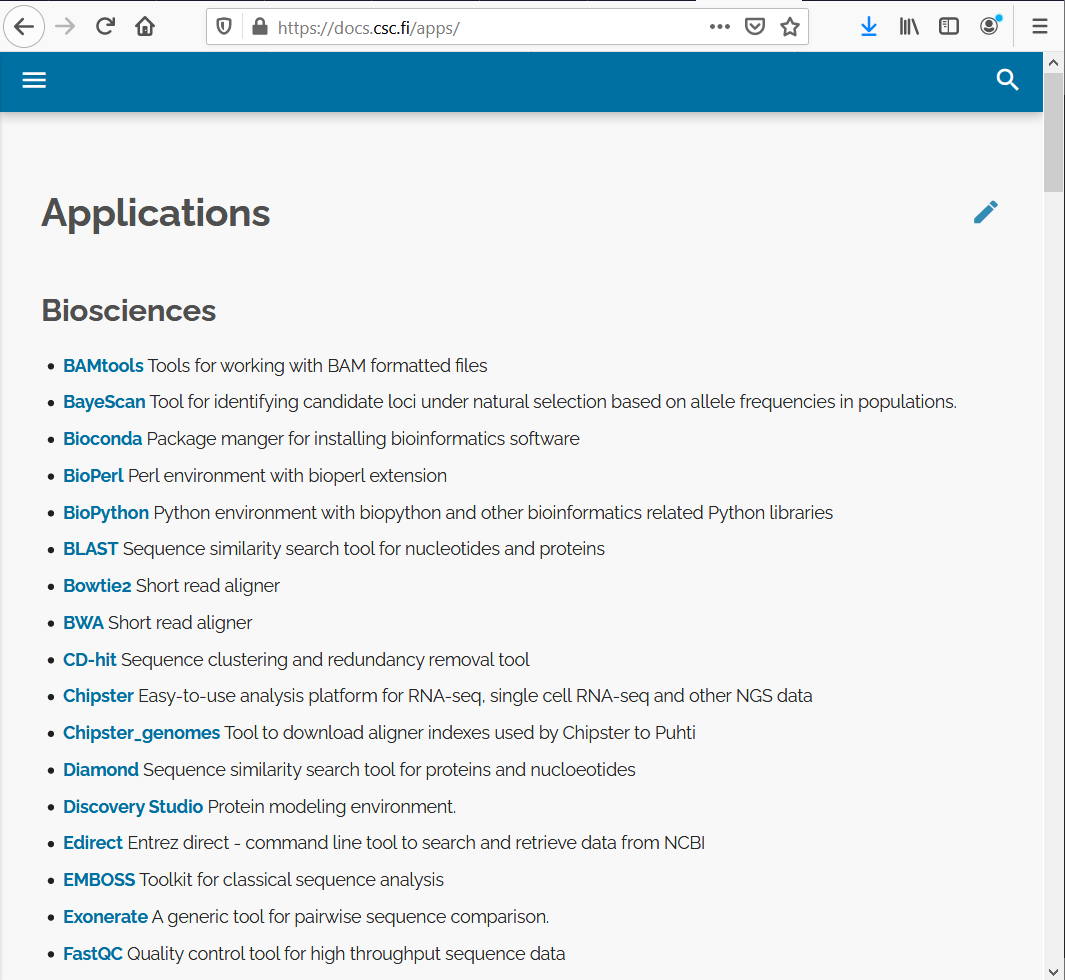 https://docs.csc.fi/apps/
Applications
Biosciences
BAMtools Tools for working with BAM formatted files
BayeScan Tool for identifying candidate loci under natural selection based on allele frequencies in populations.
Bioconda Package manger for installing bioinformatics software
BioPerl Perl environment with bioperl extension
BioPython Python environment with biopython and other bioinformatics related Python libraries
BLAST Sequence similarity search tool for nucleotides and proteins
Bowtie2 Short read aligner
BWA Short read aligner
CD-hit Sequence clustering and redundancy removal tool
Chipster Easy-to-use analysis platform for RNA-seq, single cell RNA-seq and other NGS data
Chipster_genomes Tool to download aligner indexes used by Chipster to Puhti
Diamond Sequence similarity search tool for proteins and nucloeotides
Discovery Studio Protein modeling environment.
Edirect Entrez direct - command line tool to search and retrieve data from NCBI
EMBOSS Toolkit for classical sequence analysis
Exonerate A generic tool for pairwise sequence comparison.
FastQC Quality control tool for high throughput sequence data